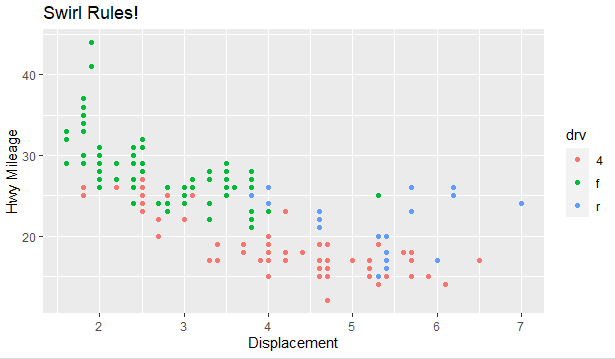 Swirl Rules!
Hwy Mileage
40
30
20
2 3 4 5 6 7
Displacement
drv
4
f
r